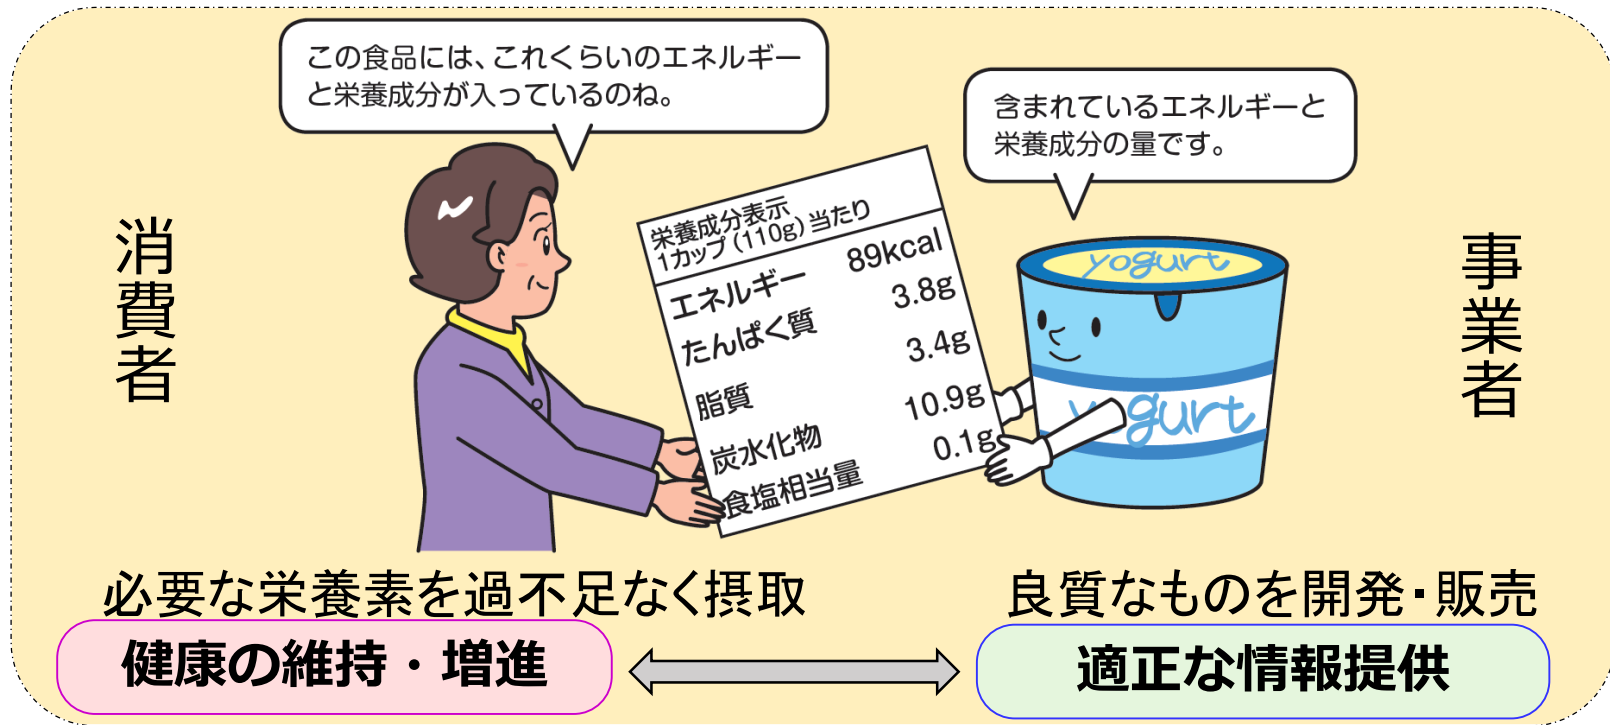 この食品には、これくらいのエネルギー
と栄養成分が入っているのね。
含まれているエネルギーと
栄養成分の量です。
消費者
栄養成分表示
1カップ（110g）当たり
エネルギー 89kcal
たんぱく質 3.8g
脂質 3.4g
炭水化物 10.9g
食塩相当量 0.1g
yogurt
yogurt
事業者
必要な栄養素を過不足なく摂取
健康の維持・増進
良質なものを開発・販売
適正な情報提供